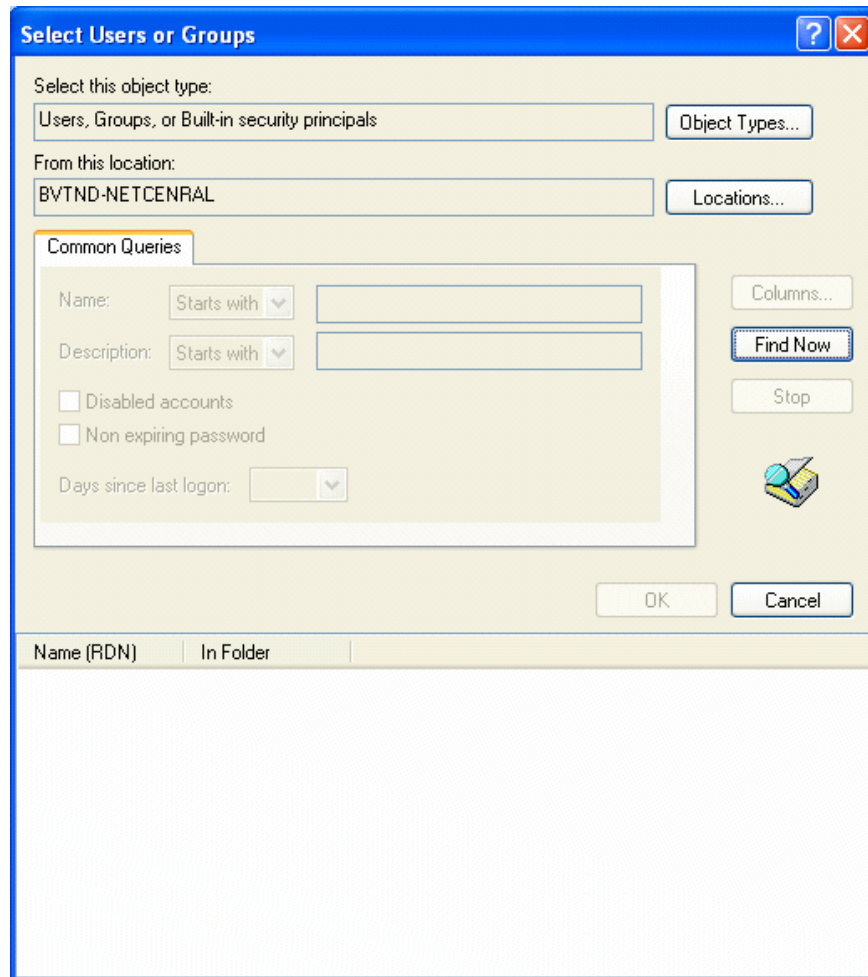 Select Users or Groups
Select this object type:
Users, Groups, or Built-in security principals
Object Types...
From this location:
BVTND-NETCENRAL
Locations...
Common Queries
Name: Starts with
Columns...
Description: Starts with
Find Now
Disabled accounts
Stop
Non expiring password
Days since last logon:
OK Cancel
Name (RDN) In Folder